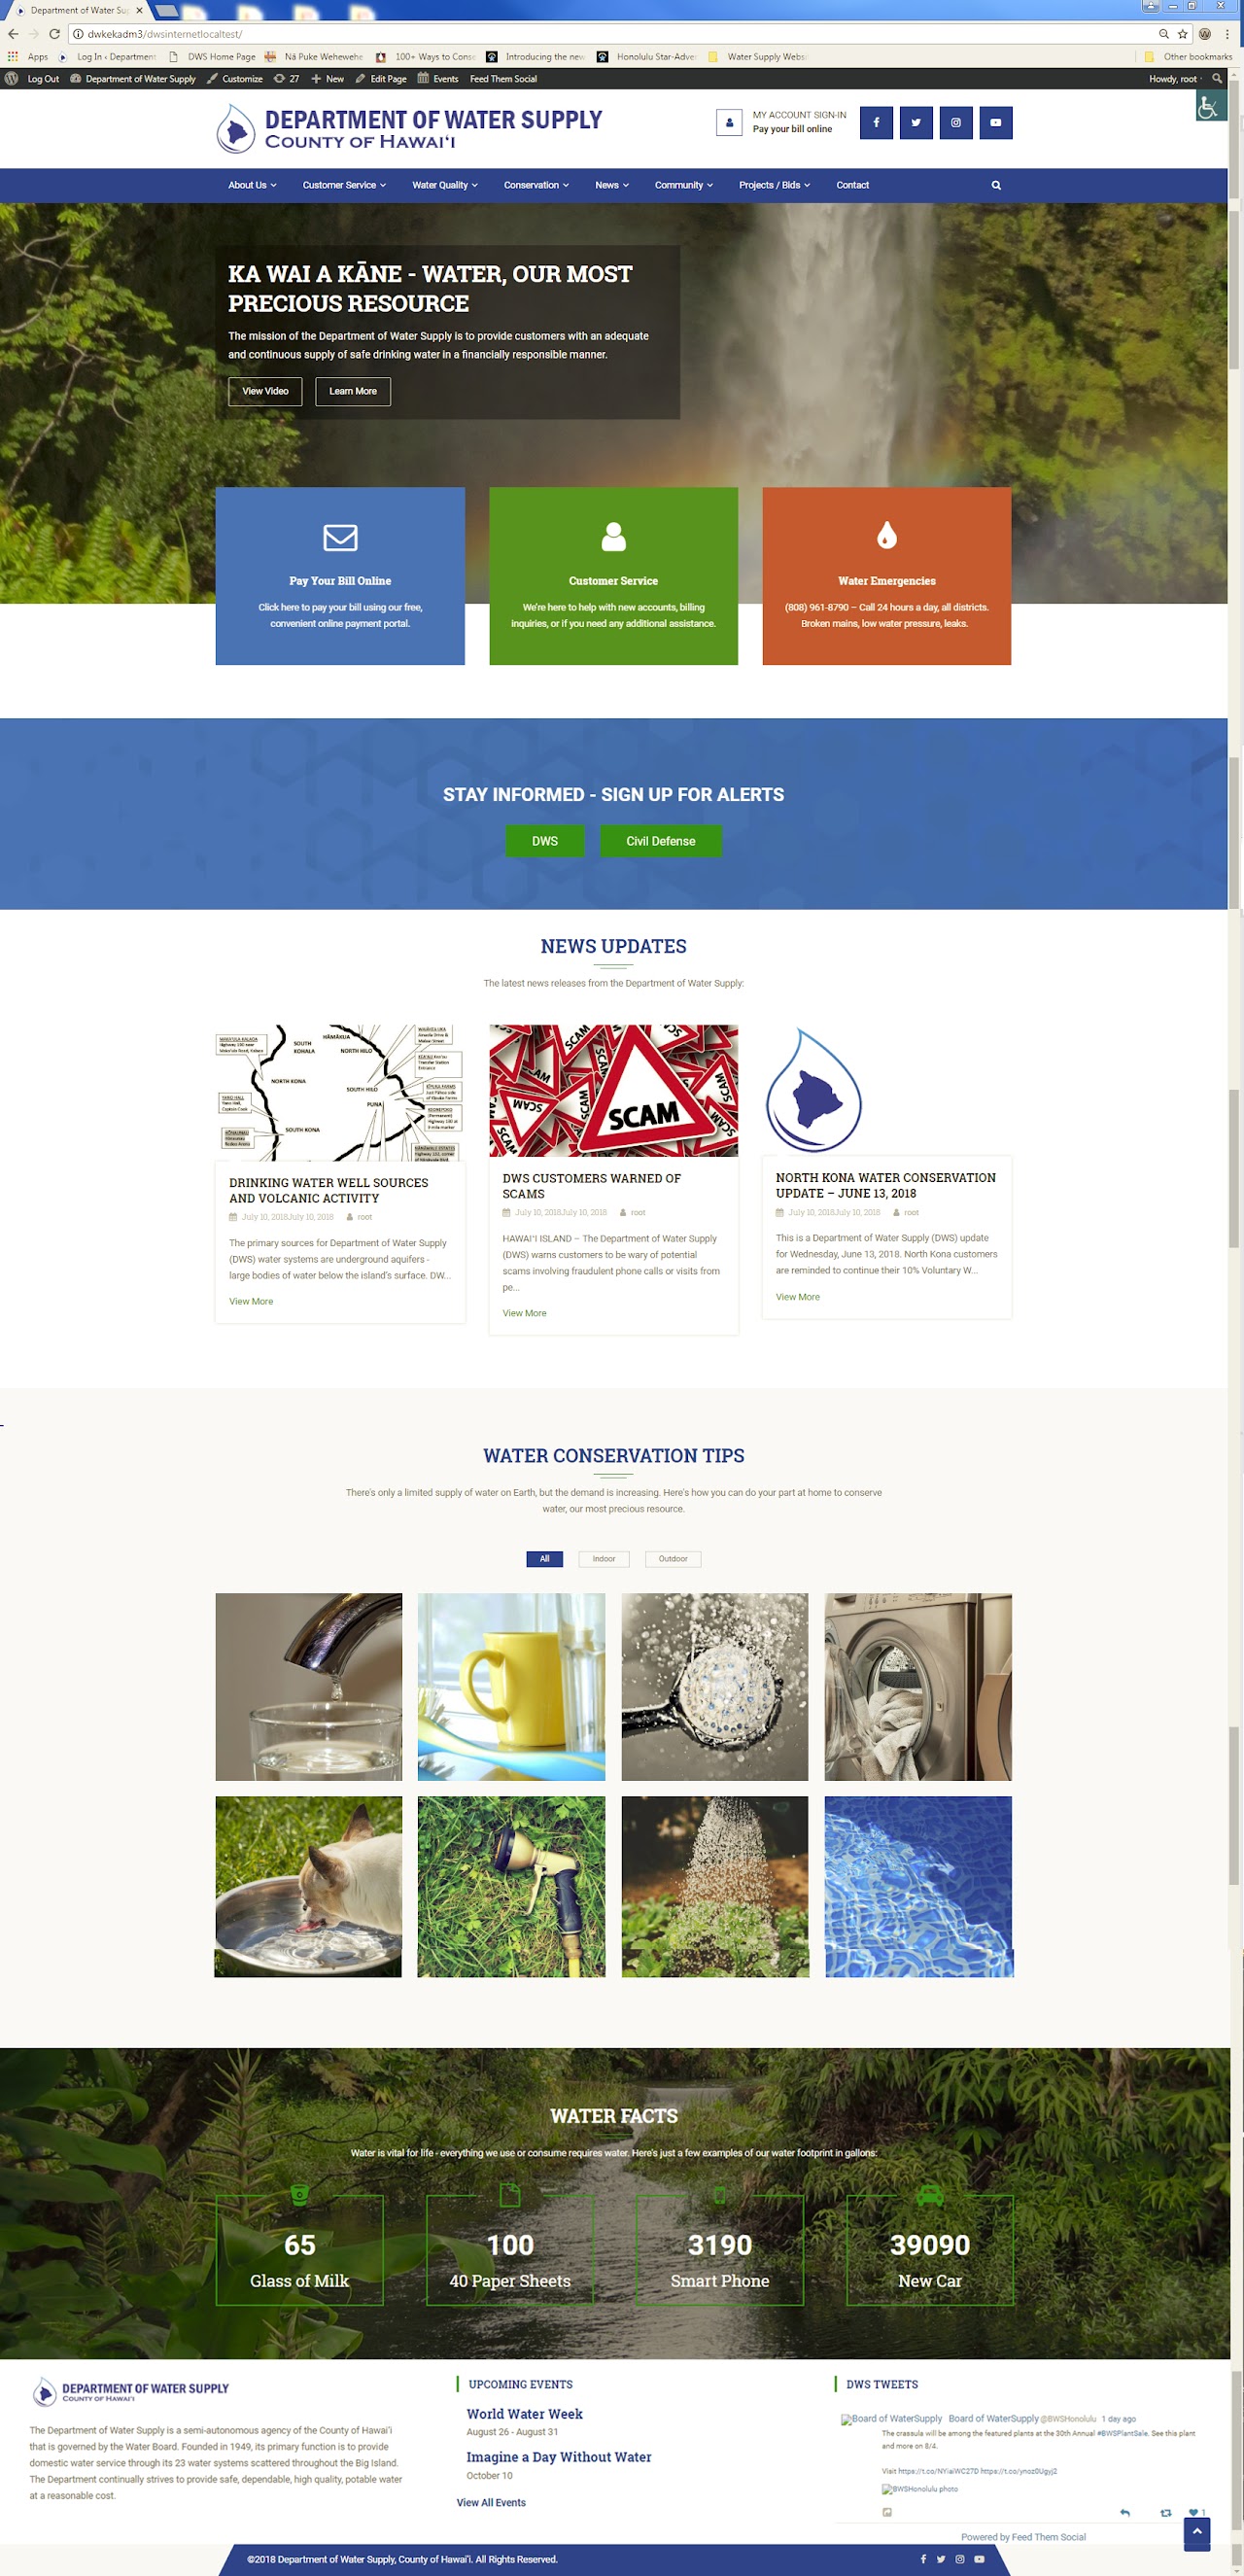 Department of Water Sup
dwkekadm3/dwsinternetlocaltest/
Apps Log In ‹ Department DWS Home Page Nā Puke Wehewehe 100+ Ways to Conse Introducing the new Honolulu Star-Adver Water Supply Websi Other bookmarks
Log Out Department of Water Supply Customize 27 New Edit Page Events Feed Them Social Howdy, root
DEPARTMENT OF WATER SUPPLY
COUNTY OF HAWAI‘I
MY ACCOUNT SIGN-IN
Pay your bill online
About Us Customer Service Water Quality Conservation News Community Projects / Bids Contact
KA WAI A KĀNE - WATER, OUR MOST
PRECIOUS RESOURCE
The mission of the Department of Water Supply is to provide customers with an adequate
and continuous supply of safe drinking water in a financially responsible manner.
View Video Learn More
Pay Your Bill Online
Click here to pay your bill using our free,
convenient online payment portal.
Customer Service
We're here to help with new accounts, billing
inquiries, or if you need any additional assistance.
Water Emergencies
(808) 961-8790 – Call 24 hours a day, all districts.
Broken mains, low water pressure, leaks.
STAY INFORMED - SIGN UP FOR ALERTS
DWS Civil Defense
NEWS UPDATES
The latest news releases from the Department of Water Supply:
HĀMĀKUA
SOUTH
KOHALA
NORTH HILO
NORTH KONA
SOUTH HILO
PUNA
SOUTH KONA
SCAM
SCAM
SCAM
SCAM
SCAM
DRINKING WATER WELL SOURCES
AND VOLCANIC ACTIVITY
July 10, 2018July 10, 2018 root
The primary sources for Department of Water Supply
(DWS) water systems are underground aquifers -
large bodies of water below the island's surface. DW...
View More
DWS CUSTOMERS WARNED OF
SCAMS
July 10, 2018July 10, 2018 root
HAWAI‘I ISLAND – The Department of Water Supply
(DWS) warns customers to be wary of potential
scams involving fraudulent phone calls or visits from
pe...
View More
NORTH KONA WATER CONSERVATION
UPDATE – JUNE 13, 2018
July 10, 2018July 10, 2018 root
This is a Department of Water Supply (DWS) update
for Wednesday, June 13, 2018. North Kona customers
are reminded to continue their 10% Voluntary W...
View More
WATER CONSERVATION TIPS
There's only a limited supply of water on Earth, but the demand is increasing. Here's how you can do your part at home to conserve
water, our most precious resource.
All Indoor Outdoor
WATER FACTS
Water is vital for life - everything we use or consume requires water. Here's just a few examples of our water footprint in gallons:
65
Glass of Milk
100
40 Paper Sheets
3190
Smart Phone
39090
New Car
DEPARTMENT OF WATER SUPPLY
COUNTY OF HAWAI‘I
The Department of Water Supply is a semi-autonomous agency of the County of Hawai‘i
that is governed by the Water Board. Founded in 1949, its primary function is to provide
domestic water service through its 23 water systems scattered throughout the Big Island.
The Department continually strives to provide safe, dependable, high quality, potable water
at a reasonable cost.
UPCOMING EVENTS
World Water Week
August 26 - August 31
Imagine a Day Without Water
October 10
View All Events
DWS TWEETS
Board of WaterSupply Board of WaterSupply @BWSHonolulu 1 day ago
The crassula will be among the featured plants at the 30th Annual #BWSPlantSale. See this plant
and more on 8/4.
Visit https://t.co/NYiaiWC27D https://t.co/ynoz0Ugyj2
BWSHonolulu photo
1
Powered by Feed Them Social
©2018 Department of Water Supply, County of Hawai‘i. All Rights Reserved.